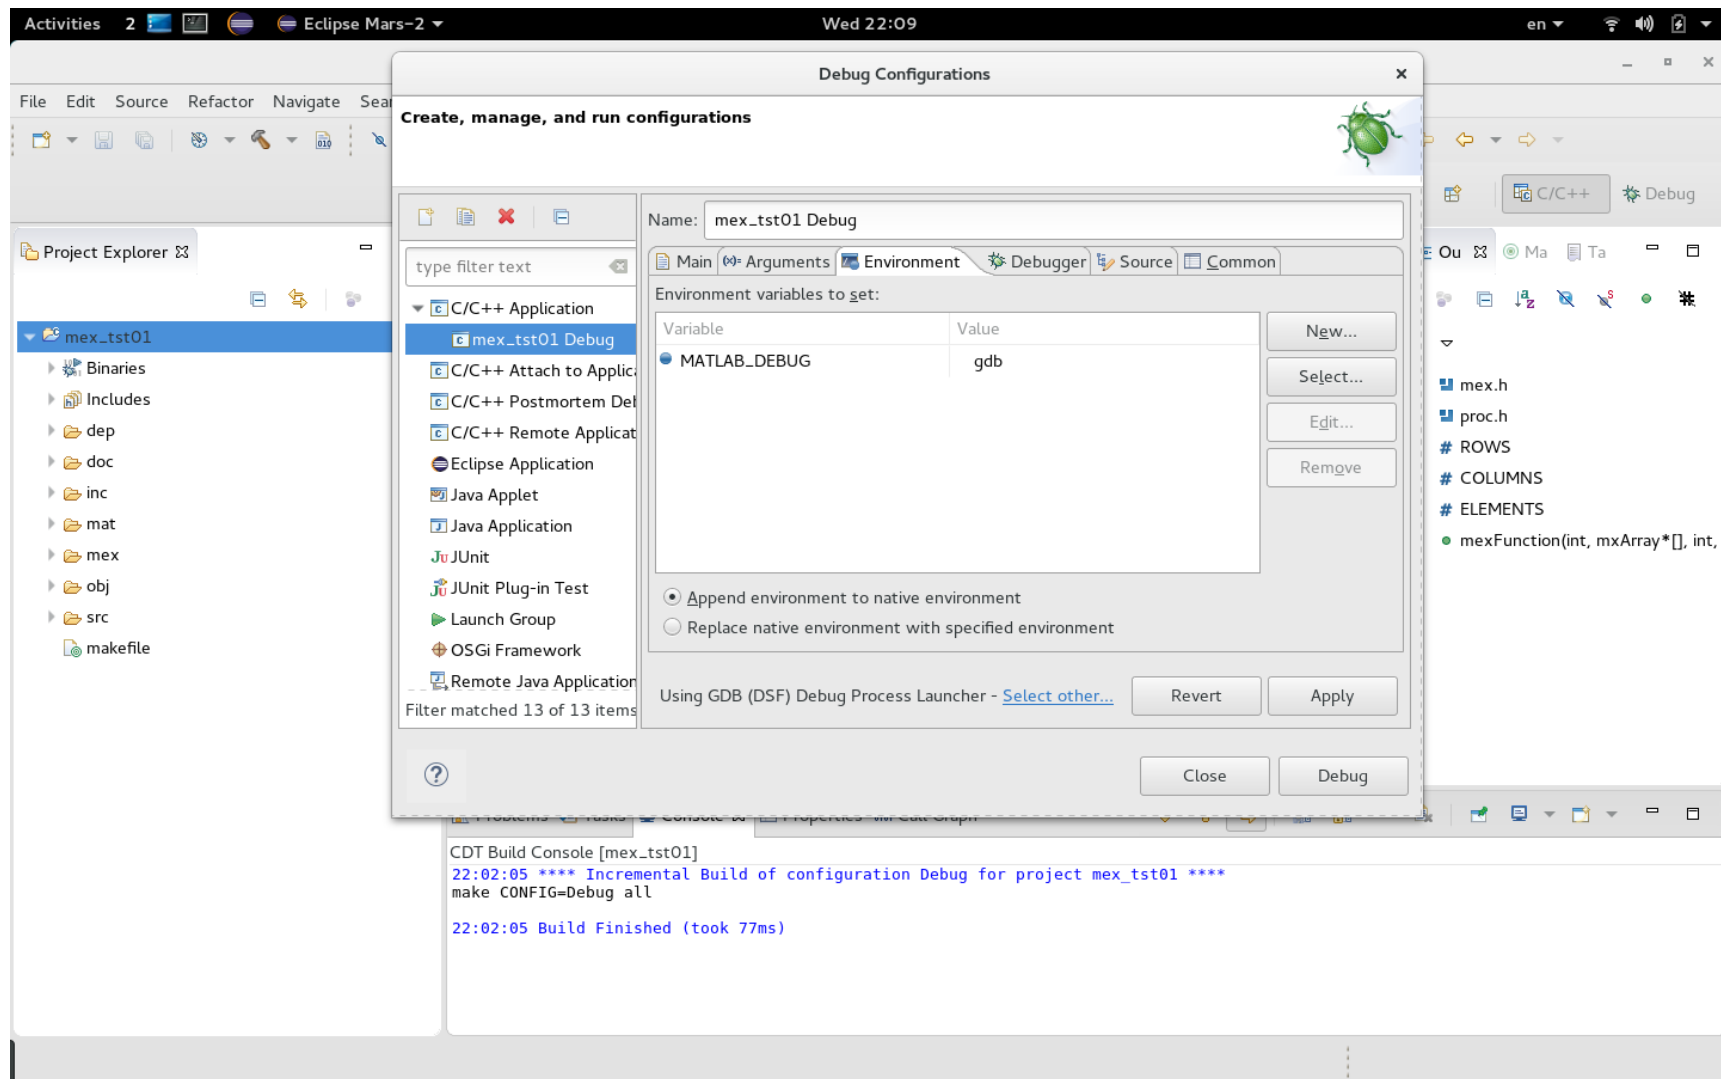 Activities 2 Eclipse Mars-2 Wed 22:09 en
Debug Configurations
File Edit Source Refactor Navigate Sea
Create, manage, and run configurations
C/C++ Debug
Name: mex_tst01 Debug
Project Explorer
type filter text
Main Arguments Environment Debugger Source Common
Ou Ma Ta
Environment variables to set:
Variable Value
MATLAB_DEBUG gdb
New...
Select...
Edit...
Remove
mex_tst01
Binaries
Includes
dep
doc
inc
mat
mex
obj
src
makefile
C/C++ Application
mex_tst01 Debug
C/C++ Attach to Applic
C/C++ Postmortem Del
C/C++ Remote Applicat
Eclipse Application
Java Applet
Java Application
JUnit
JUnit Plug-in Test
Launch Group
OSGi Framework
Remote Java Application
Filter matched 13 of 13 items
Append environment to native environment
Replace native environment with specified environment
Using GDB (DSF) Debug Process Launcher - Select other...
Revert Apply
Close Debug
mex.h
proc.h
# ROWS
# COLUMNS
# ELEMENTS
mexFunction(int, mxArray*[], int,
Problems Tasks Console Properties Call Graph
CDT Build Console [mex_tst01]
22:02:05 **** Incremental Build of configuration Debug for project mex_tst01 ****
make CONFIG=Debug all
22:02:05 Build Finished (took 77ms)